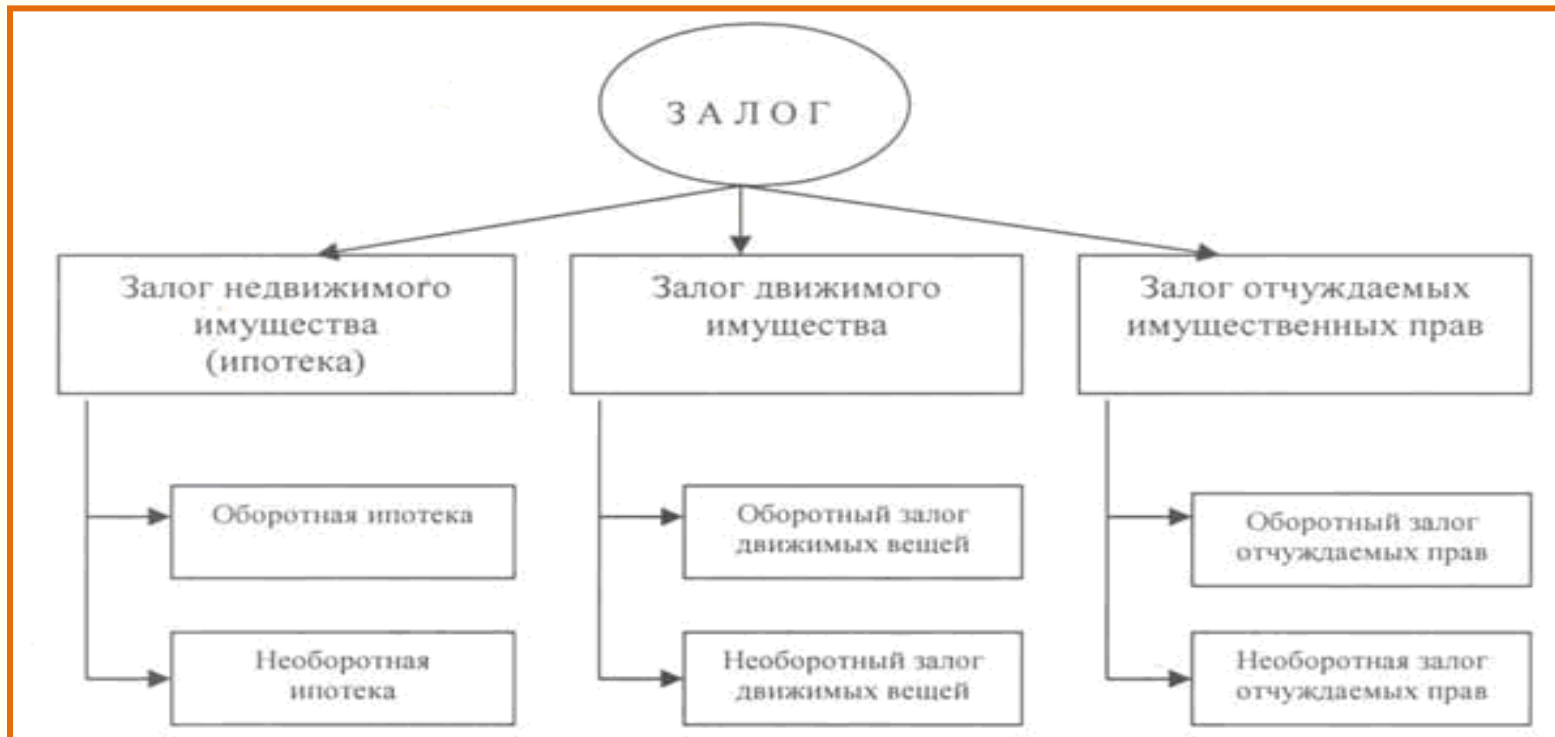 З А Л О Г
Залог недвижимого
имущества
(ипотека)
Залог движимого
имущества
Залог отчуждаемых
имущественных прав
Оборотная ипотека
Оборотный залог
движимых вещей
Оборотный залог
отчуждаемых прав
Необоротная
ипотека
Необоротный залог
движимых вещей
Необоротная залог
отчуждаемых прав